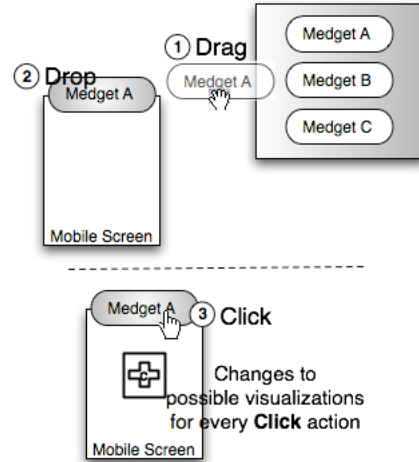 Medget A
1 Drag
2 Drop
Medget A
Medget A
Medget B
Medget C
Mobile Screen
Medget A
3 Click
C
Changes to
possible visualizations
for every Click action
Mobile Screen